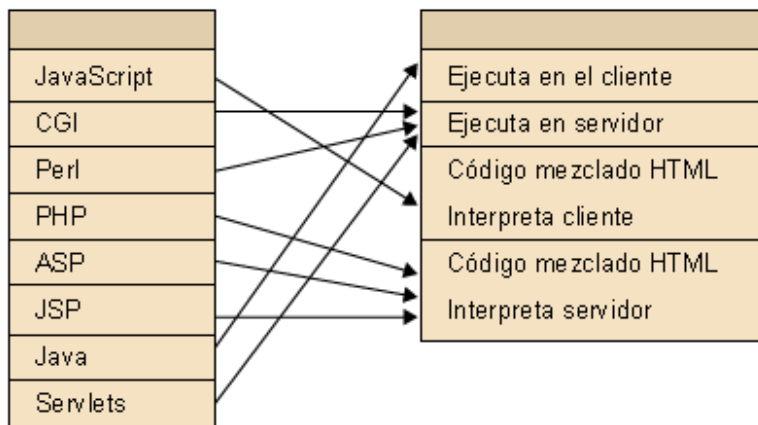 JavaScript
CGI
Perl
PHP
ASP
JSP
Java
Servlets
Ejecuta en el cliente
Ejecuta en servidor
Código mezclado HTML
Interpreta cliente
Código mezclado HTML
Interpreta servidor